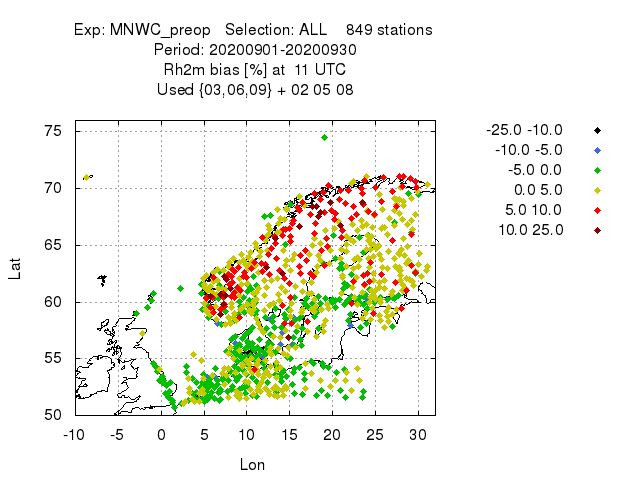 Exp: MNWC_preop   Selection: ALL    849 stations
Period: 20200901-20200930
Rh2m bias [%] at  11 UTC
Used {03,06,09} + 02 05 08
-25.0 -10.0
-10.0 -5.0
-5.0 0.0
0.0 5.0
5.0 10.0
10.0 25.0
75
70
65
60
55
50
Lat
-10 -5 0 5 10 15 20 25 30
Lon